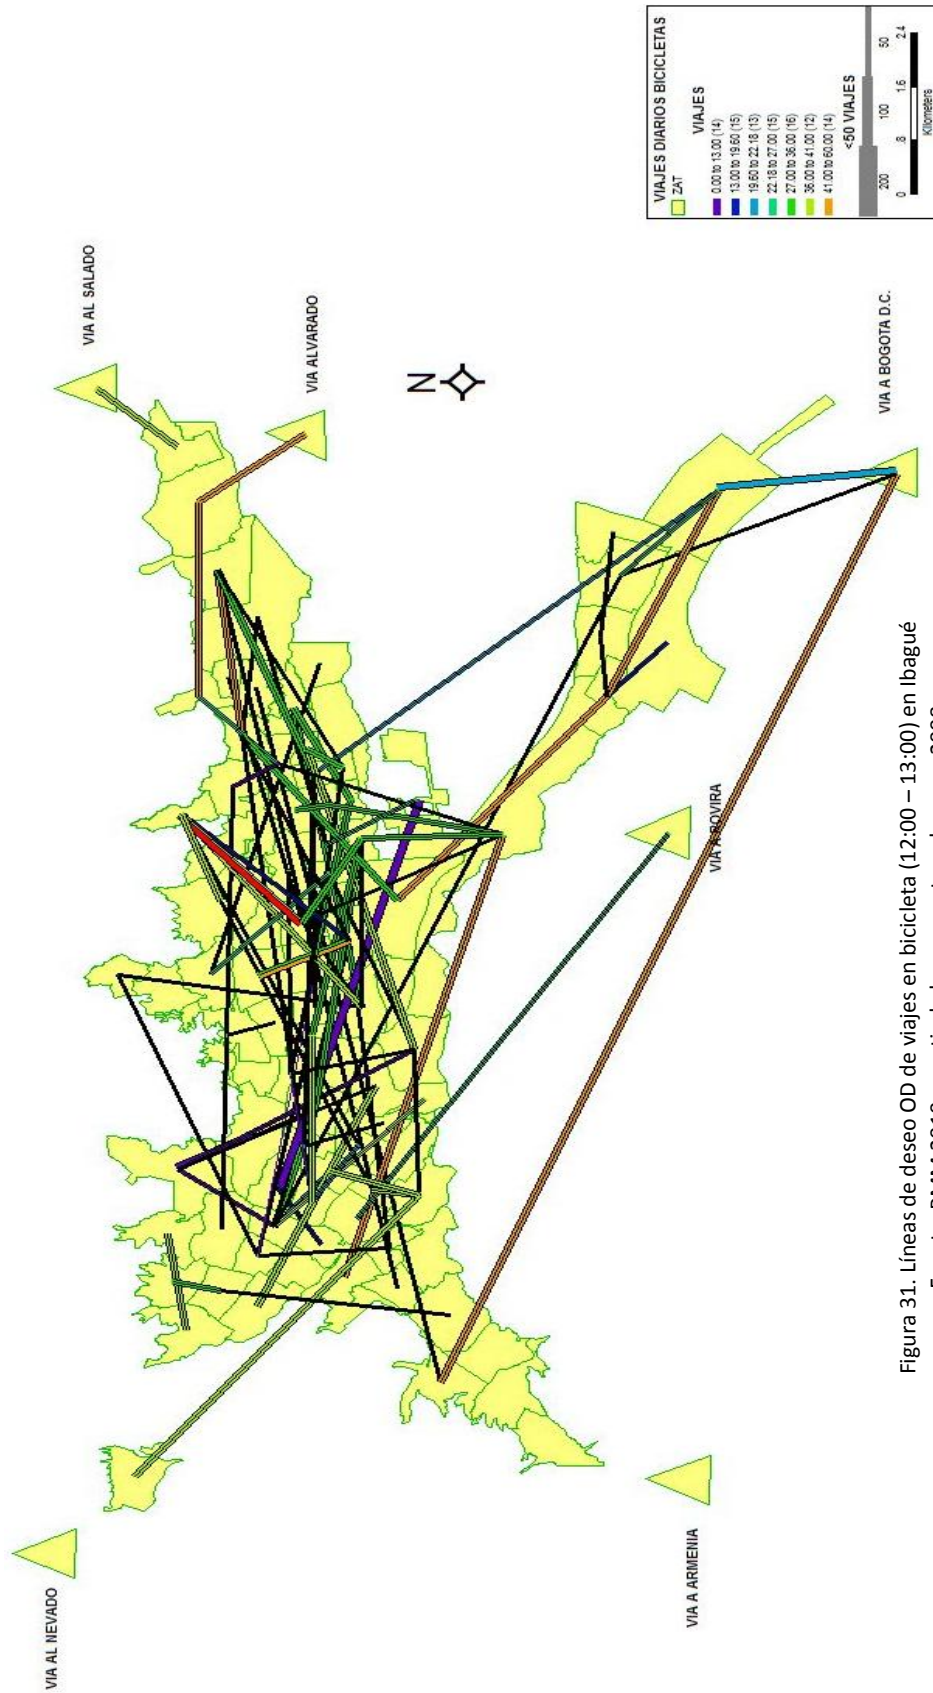 VIA AL NEVADO
VIA A ARMENIA
VIA AL SALADO
VIA ALVARADO
N
VIA A BOGOTA D.C.
VIA A ROVIRA
VIAJES DIARIOS BICICLETAS
ZAT
VIAJES
0.00 to 13.00 (14)
13.00 to 19.60 (15)
19.60 to 22.18 (13)
22.18 to 27.00 (15)
27.00 to 36.00 (16)
36.00 to 41.00 (12)
41.00 to 60.00 (14)
<50 VIAJES
200 100 50
0 .8 1.6 2.4
Kilometers
Figura 31. Líneas de deseo OD de viajes en bicicleta (12:00 – 13:00) en Ibagué